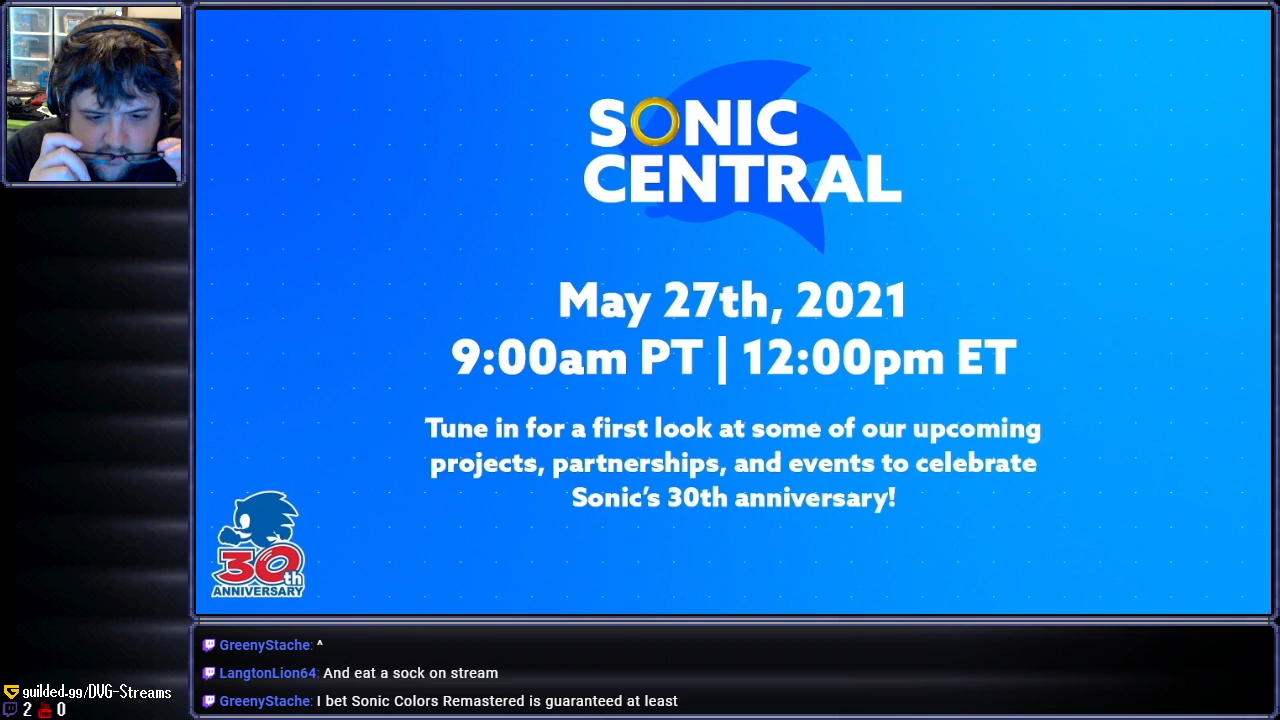 SONIC
CENTRAL
May 27th, 2021
9:00am PT | 12:00pm ET
Tune in for a first look at some of our upcoming
projects, partnerships, and events to celebrate
Sonic's 30th anniversary!
30th
ANNIVERSARY
GreenyStache: ^
LangtonLion64: And eat a sock on stream
GreenyStache: I bet Sonic Colors Remastered is guaranteed at least
guilded.gg/DVG-Streams
2 0